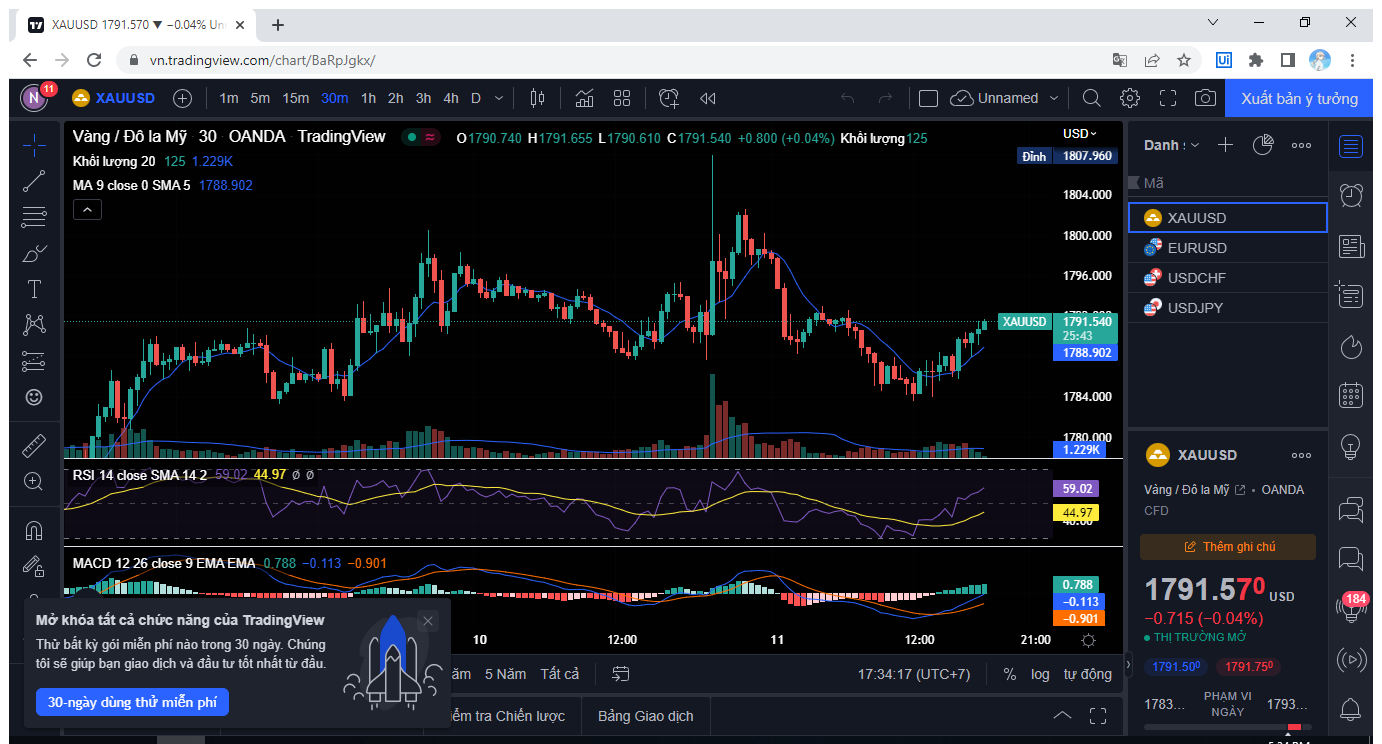 XAUUSD 1791.570 ▼ −0.04% Un
vn.tradingview.com/chart/BaRpJgkx/
Ui
N 11 XAUUSD 1m 5m 15m 30m 1h 2h 3h 4h D Unnamed Xuất bản ý tưởng
Vàng / Đô la Mỹ 30 OANDA TradingView O1790.740 H1791.655 L1790.610 C1791.540 +0.800 (+0.04%) Khối lượng125
Khối lượng 20 125 1.229K
MA 9 close 0 SMA 5 1788.902
USD
Đỉnh 1807.960
1804.000
1800.000
1796.000
XAUUSD 1791.540
25:43
1788.902
1784.000
1780.000
1.229K
RSI 14 close SMA 14 2 59.02 44.97 ∅ ∅
59.02
44.97
40.00
MACD 12 26 close 9 EMA EMA 0.788 −0.113 −0.901
0.788
−0.113
−0.901
10 12:00 11 12:00 21:00
Mở khóa tất cả chức năng của TradingView
Thử bất kỳ gói miễn phí nào trong 30 ngày. Chúng
tôi sẽ giúp bạn giao dịch và đầu tư tốt nhất từ đầu.
30-ngày dùng thử miễn phí
ăm 5 Năm Tất cả 17:34:17 (UTC+7) % log tự động
iểm tra Chiến lược Bảng Giao dịch
Danh
Mã
XAUUSD
EURUSD
USDCHF
USDJPY
XAUUSD
Vàng / Đô la Mỹ • OANDA
CFD
Thêm ghi chú
1791.570 USD
−0.715 (−0.04%)
THỊ TRƯỜNG MỞ
1791.500 1791.750
1783... PHẠM VI NGÀY 1793...
184